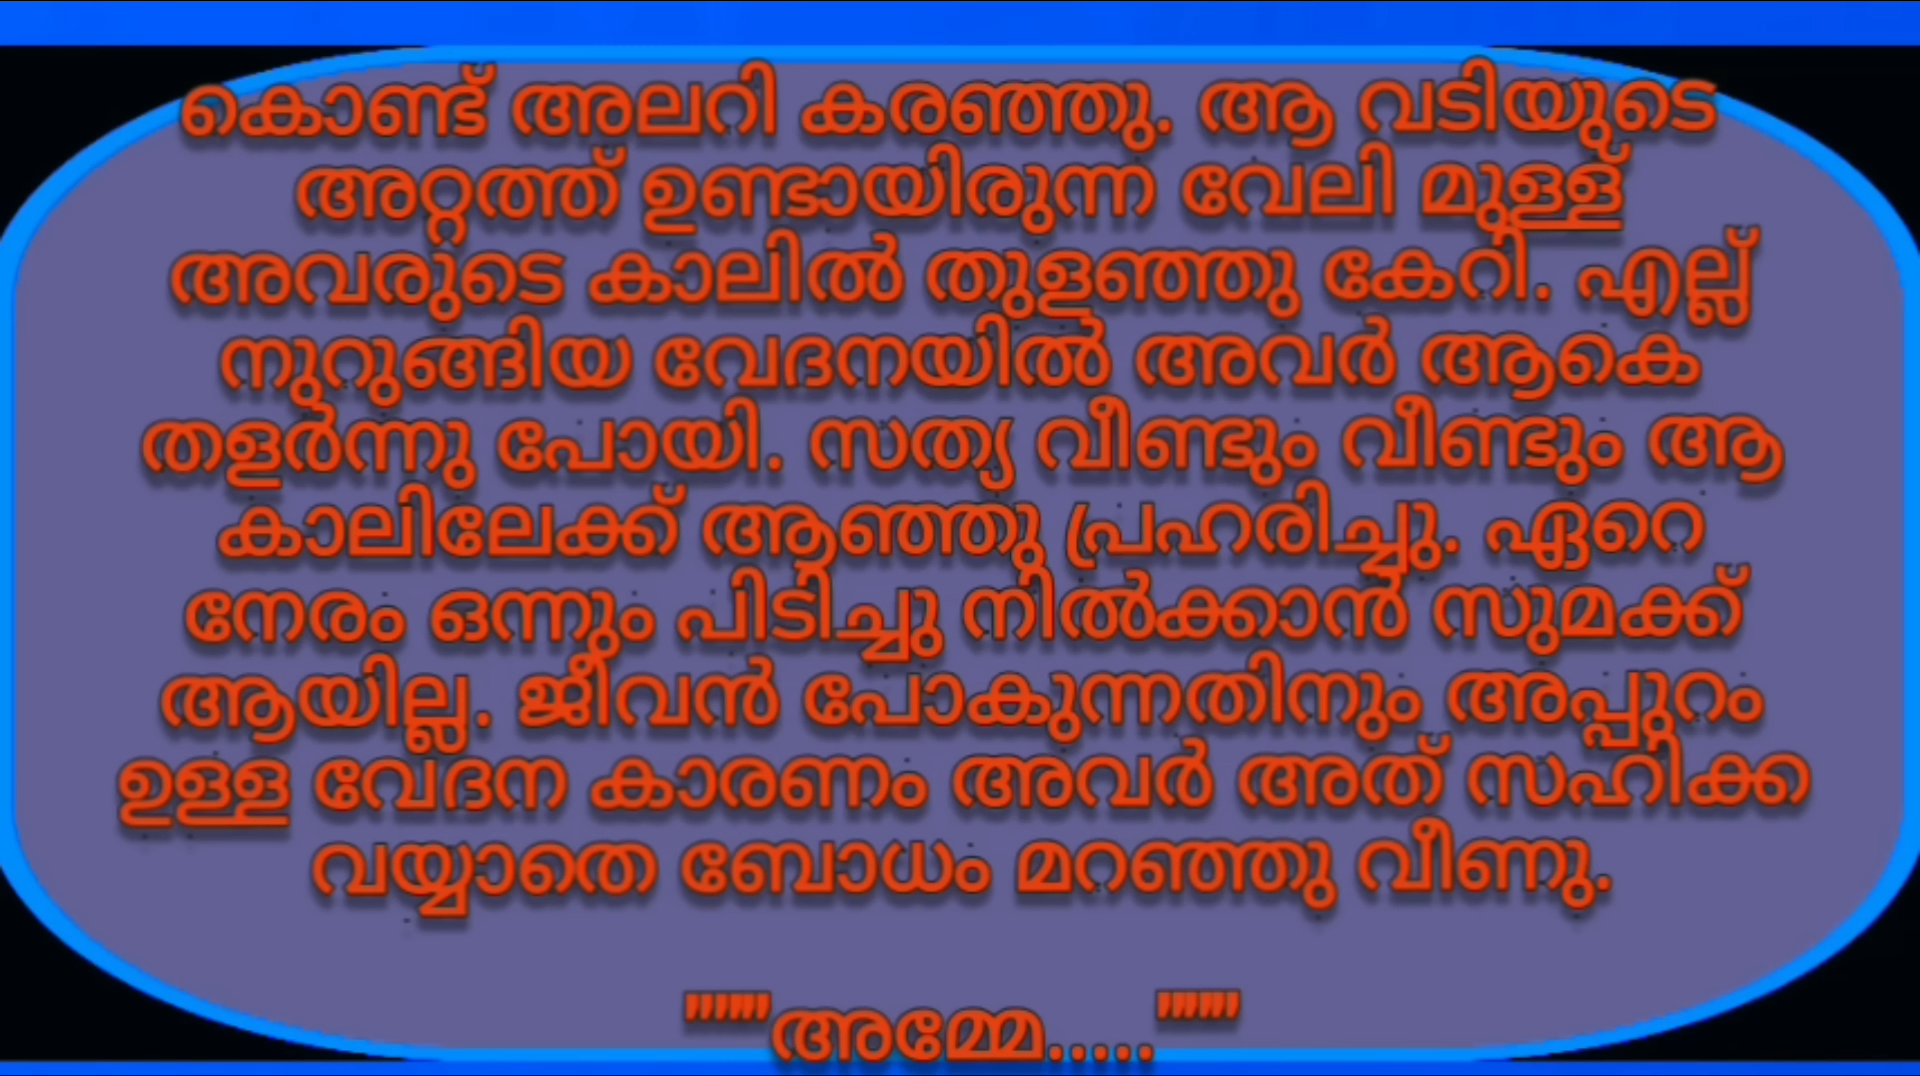 കൊണ്ട് അലറി കരഞ്ഞു. ആ വടിയുടെ
അറ്റത്ത് ഉണ്ടായിരുന്ന വേലി മുള്ള്
അവരുടെ കാലിൽ തുളഞ്ഞു കേറി. എല്ല്
നുറുങ്ങിയ വേദനയിൽ അവർ ആകെ
തളർന്നു പോയി. സത്യ വീണ്ടും വീണ്ടും ആ
കാലിലേക്ക് ആഞ്ഞു പ്രഹരിച്ചു. ഏറെ
നേരം ഒന്നും പിടിച്ചു നിൽക്കാൻ സുമക്ക്
ആയില്ല. ജീവൻ പോകുന്നതിനും അപ്പുറം
ഉള്ള വേദന കാരണം അവർ അത് സഹിക്ക
വയ്യാതെ ബോധം മറഞ്ഞു വീണു.
"""അമ്മേ....."""